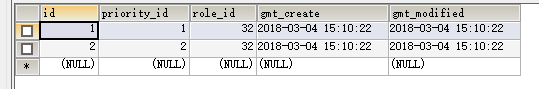 id priority_id role_id gmt_create gmt_modified
1 1 32 2018-03-04 15:10:22 2018-03-04 15:10:22
2 2 32 2018-03-04 15:10:22 2018-03-04 15:10:22
* (NULL) (NULL) (NULL) (NULL) (NULL)